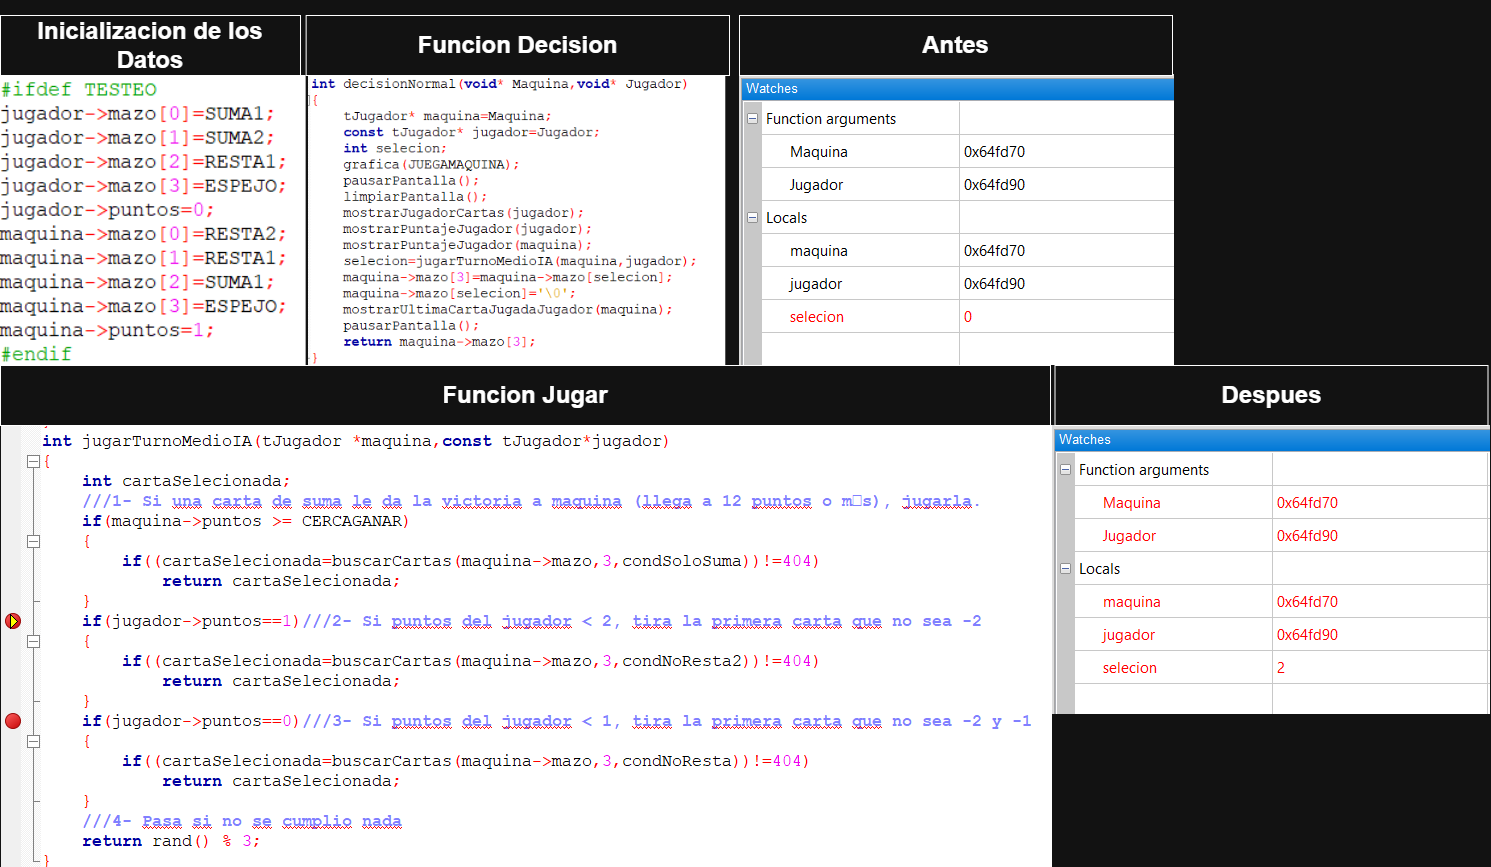 Inicializacion de los
Datos
#ifdef TESTEO
jugador->mazo[0]=SUMA1;
jugador->mazo[1]=SUMA2;
jugador->mazo[2]=RESTA1;
jugador->mazo[3]=ESPEJO;
jugador->puntos=0;
maquina->mazo[0]=RESTA2;
maquina->mazo[1]=RESTA1;
maquina->mazo[2]=SUMA1;
maquina->mazo[3]=ESPEJO;
maquina->puntos=1;
#endif
Funcion Decision
int decisionNormal(void* Maquina,void* Jugador)
{
tJugador* maquina=Maquina;
const tJugador* jugador=Jugador;
int selecion;
grafica(JUEGAMAQUINA);
pausarPantalla();
limpiarPantalla();
mostrarJugadorCartas(jugador);
mostrarPuntajeJugador(jugador);
mostrarPuntajeJugador(maquina);
selecion=jugarTurnoMedioIA(maquina,jugador);
maquina->mazo[3]=maquina->mazo[selecion];
maquina->mazo[selecion]='\0';
mostrarUltimaCartaJugadaJugador(maquina);
pausarPantalla();
return maquina->mazo[3];
}
Antes
Watches
Function arguments
Maquina 0x64fd70
Jugador 0x64fd90
Locals
maquina 0x64fd70
jugador 0x64fd90
selecion 0
Funcion Jugar
int jugarTurnoMedioIA(tJugador *maquina,const tJugador*jugador)
{
int cartaSelecionada;
///1- Si una carta de suma le da la victoria a maquina (llega a 12 puntos o m□s), jugarla.
if(maquina->puntos >= CERCAGANAR)
{
if((cartaSelecionada=buscarCartas(maquina->mazo,3,condSoloSuma))!=404)
return cartaSelecionada;
}
if(jugador->puntos==1)///2- Si puntos del jugador < 2, tira la primera carta que no sea -2
{
if((cartaSelecionada=buscarCartas(maquina->mazo,3,condNoResta2))!=404)
return cartaSelecionada;
}
if(jugador->puntos==0)///3- Si puntos del jugador < 1, tira la primera carta que no sea -2 y -1
{
if((cartaSelecionada=buscarCartas(maquina->mazo,3,condNoResta))!=404)
return cartaSelecionada;
}
///4- Pasa si no se cumplio nada
return rand() % 3;
}
Despues
Watches
Function arguments
Maquina 0x64fd70
Jugador 0x64fd90
Locals
maquina 0x64fd70
jugador 0x64fd90
selecion 2